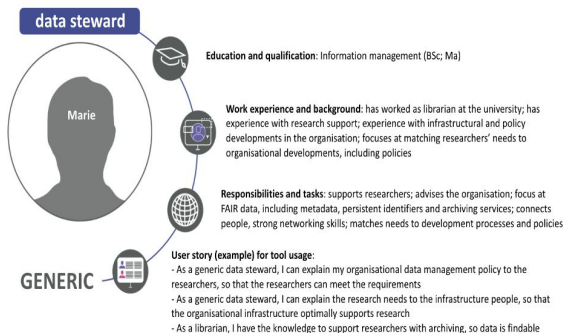 data steward
Education and qualification: Information management (BSc; Ma)
Marie
Work experience and background: has worked as librarian at the university; has
experience with research support; experience with infrastructural and policy
developments in the organisation; focuses at matching researchers' needs to
organisational developments, including policies
Responsibilities and tasks: supports researchers; advises the organisation; focus at
FAIR data, including metadata, persistent identifiers and archiving services; connects
people, strong networking skills; matches needs to development processes and policies
GENERIC
User story (example) for tool usage:
- As a generic data steward, I can explain my organisational data management policy to the
researchers, so that the researchers can meet the requirements
- As a generic data steward, I can explain the research needs to the infrastructure people, so that
the organisational infrastructure optimally supports research
- As a librarian, I have the knowledge to support researchers with archiving, so data is findable